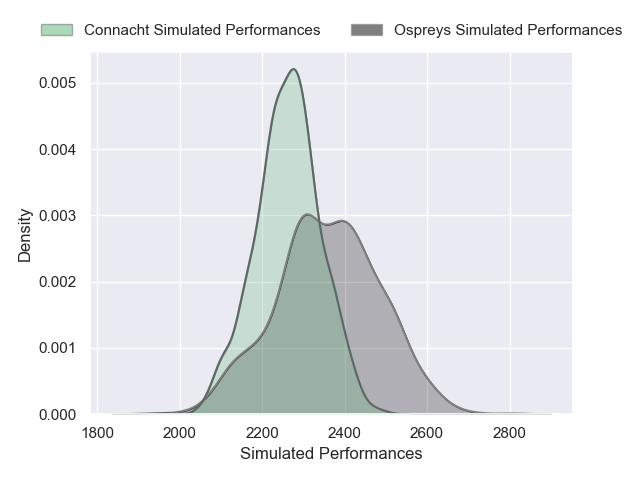 Connacht Simulated Performances Ospreys Simulated Performances
0.005
0.004
0.003
0.002
0.001
0.000
Density
1800 2000 2200 2400 2600 2800
Simulated Performances